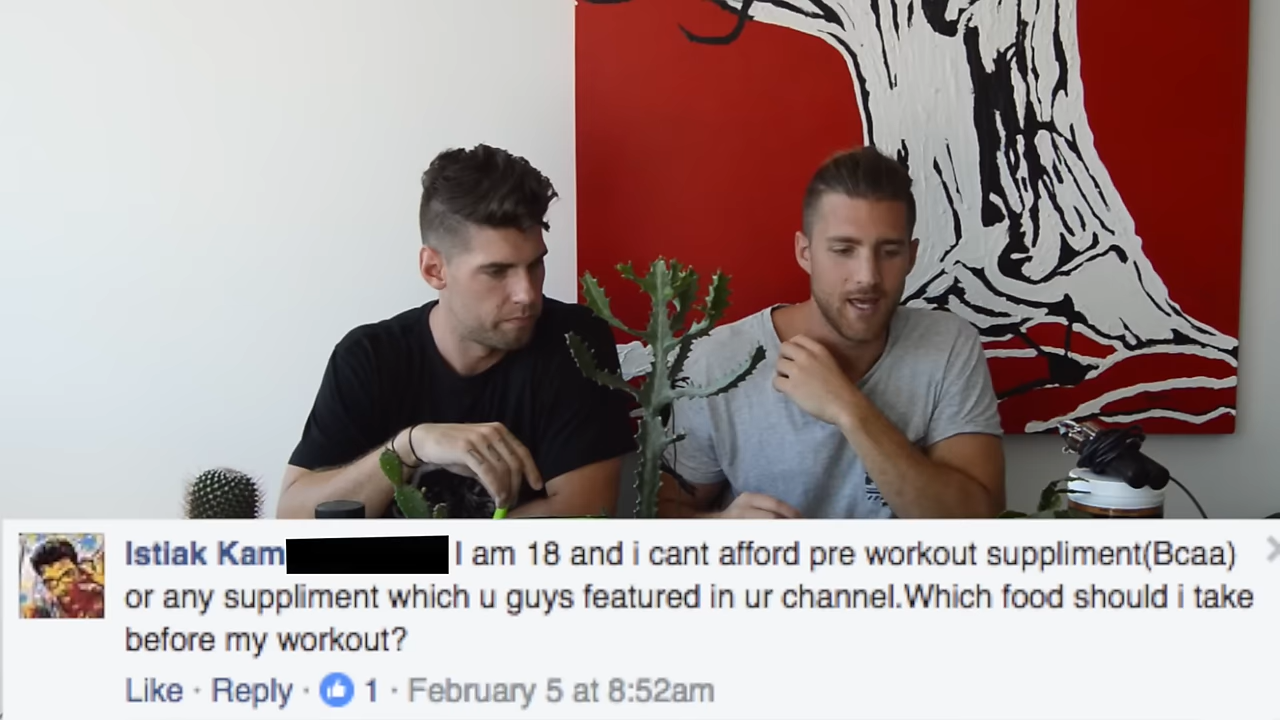 Istiak Kam I am 18 and i cant afford pre workout suppliment(Bcaa)
or any suppliment which u guys featured in ur channel.Which food should i take
before my workout?
Like · Reply · 1 · February 5 at 8:52am